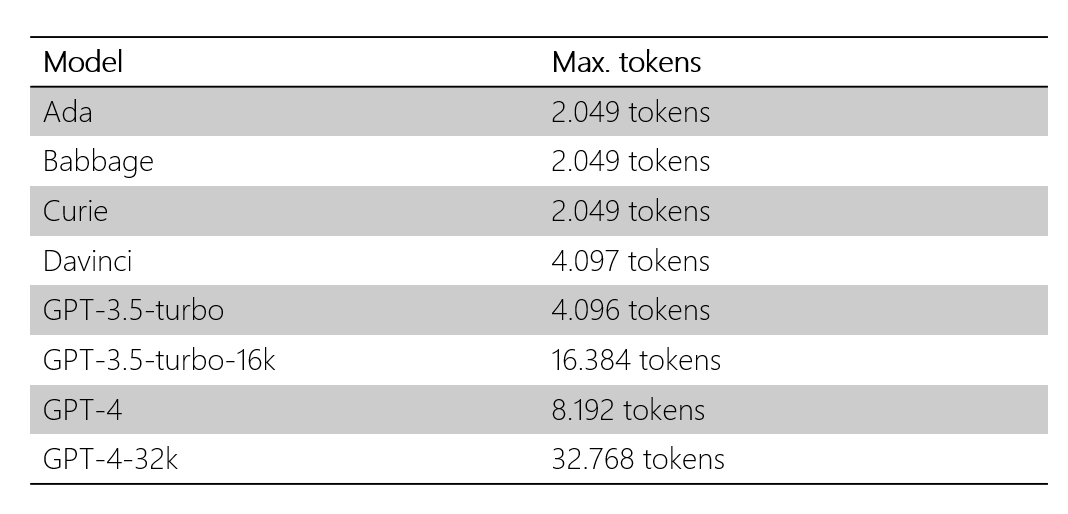 Model Max. tokens
Ada 2.049 tokens
Babbage 2.049 tokens
Curie 2.049 tokens
Davinci 4.097 tokens
GPT-3.5-turbo 4.096 tokens
GPT-3.5-turbo-16k 16.384 tokens
GPT-4 8.192 tokens
GPT-4-32k 32.768 tokens